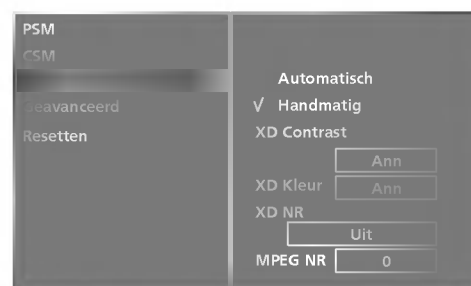 PSM
CSM
Geavanceerd
Resetten
Automatisch
√ Handmatig
XD Contrast
Ann
XD Kleur Ann
XD NR
Uit
MPEG NR 0